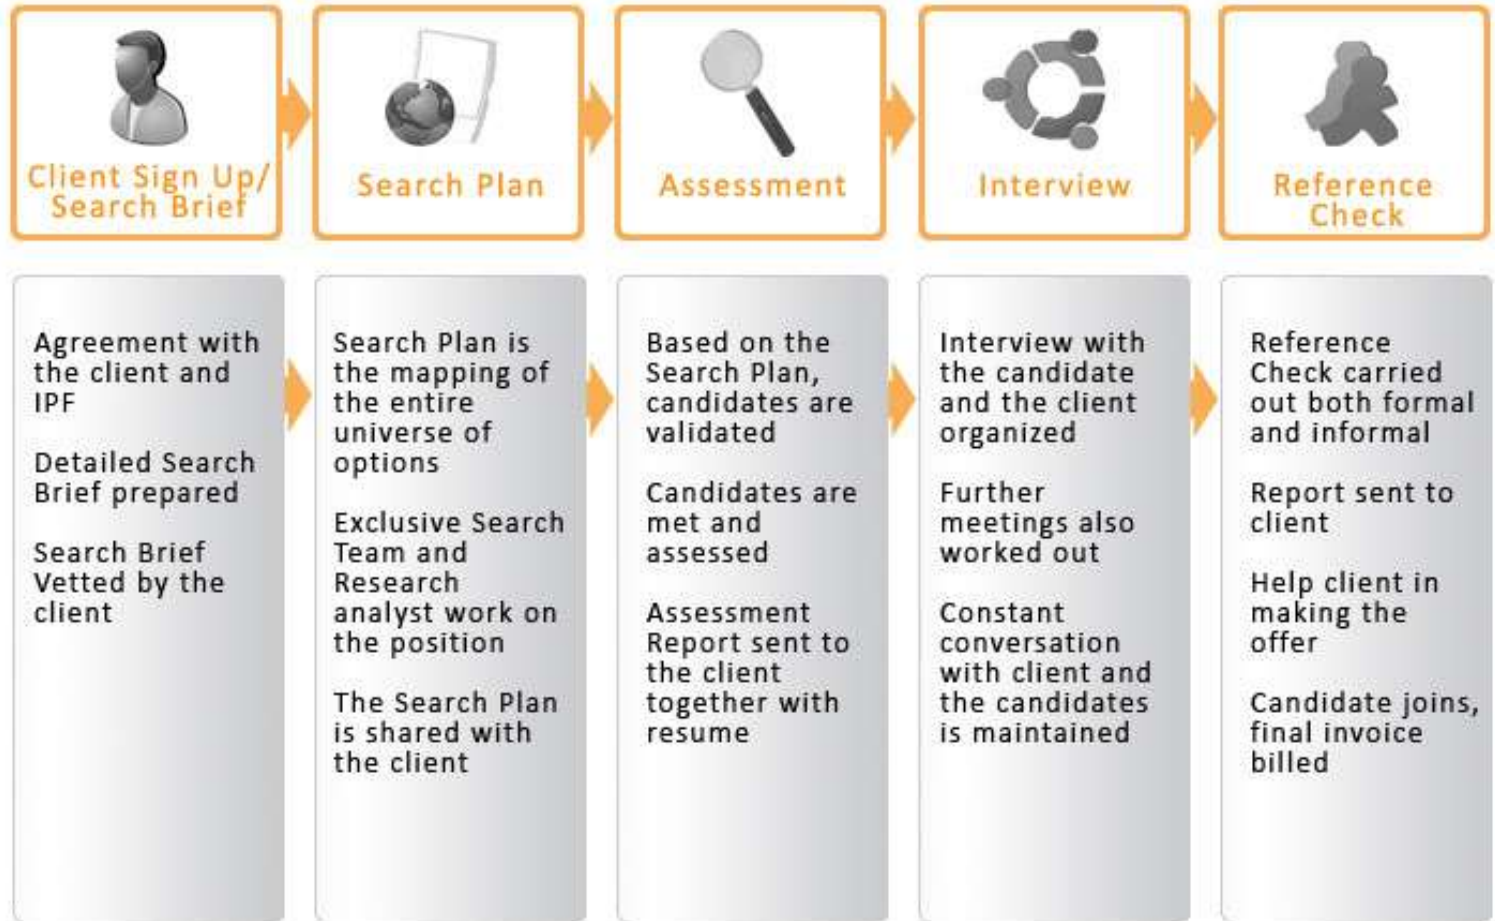 Client Sign Up/
Search Brief
Search Plan
Assessment
Interview
Reference
Check
Agreement with
the client and
IPF
Detailed Search
Brief prepared
Search Brief
Vetted by the
client
Search Plan is
the mapping of
the entire
universe of
options
Exclusive Search
Team and
Research
analyst work on
the position
The Search Plan
is shared with
the client
Based on the
Search Plan,
candidates are
validated
Candidates are
met and
assessed
Assessment
Report sent to
the client
together with
resume
Interview with
the candidate
and the client
organized
Further
meetings also
worked out
Constant
conversation
with client and
the candidates
is maintained
Reference
Check carried
out both formal
and informal
Report sent to
client
Help client in
making the
offer
Candidate joins,
final invoice
billed